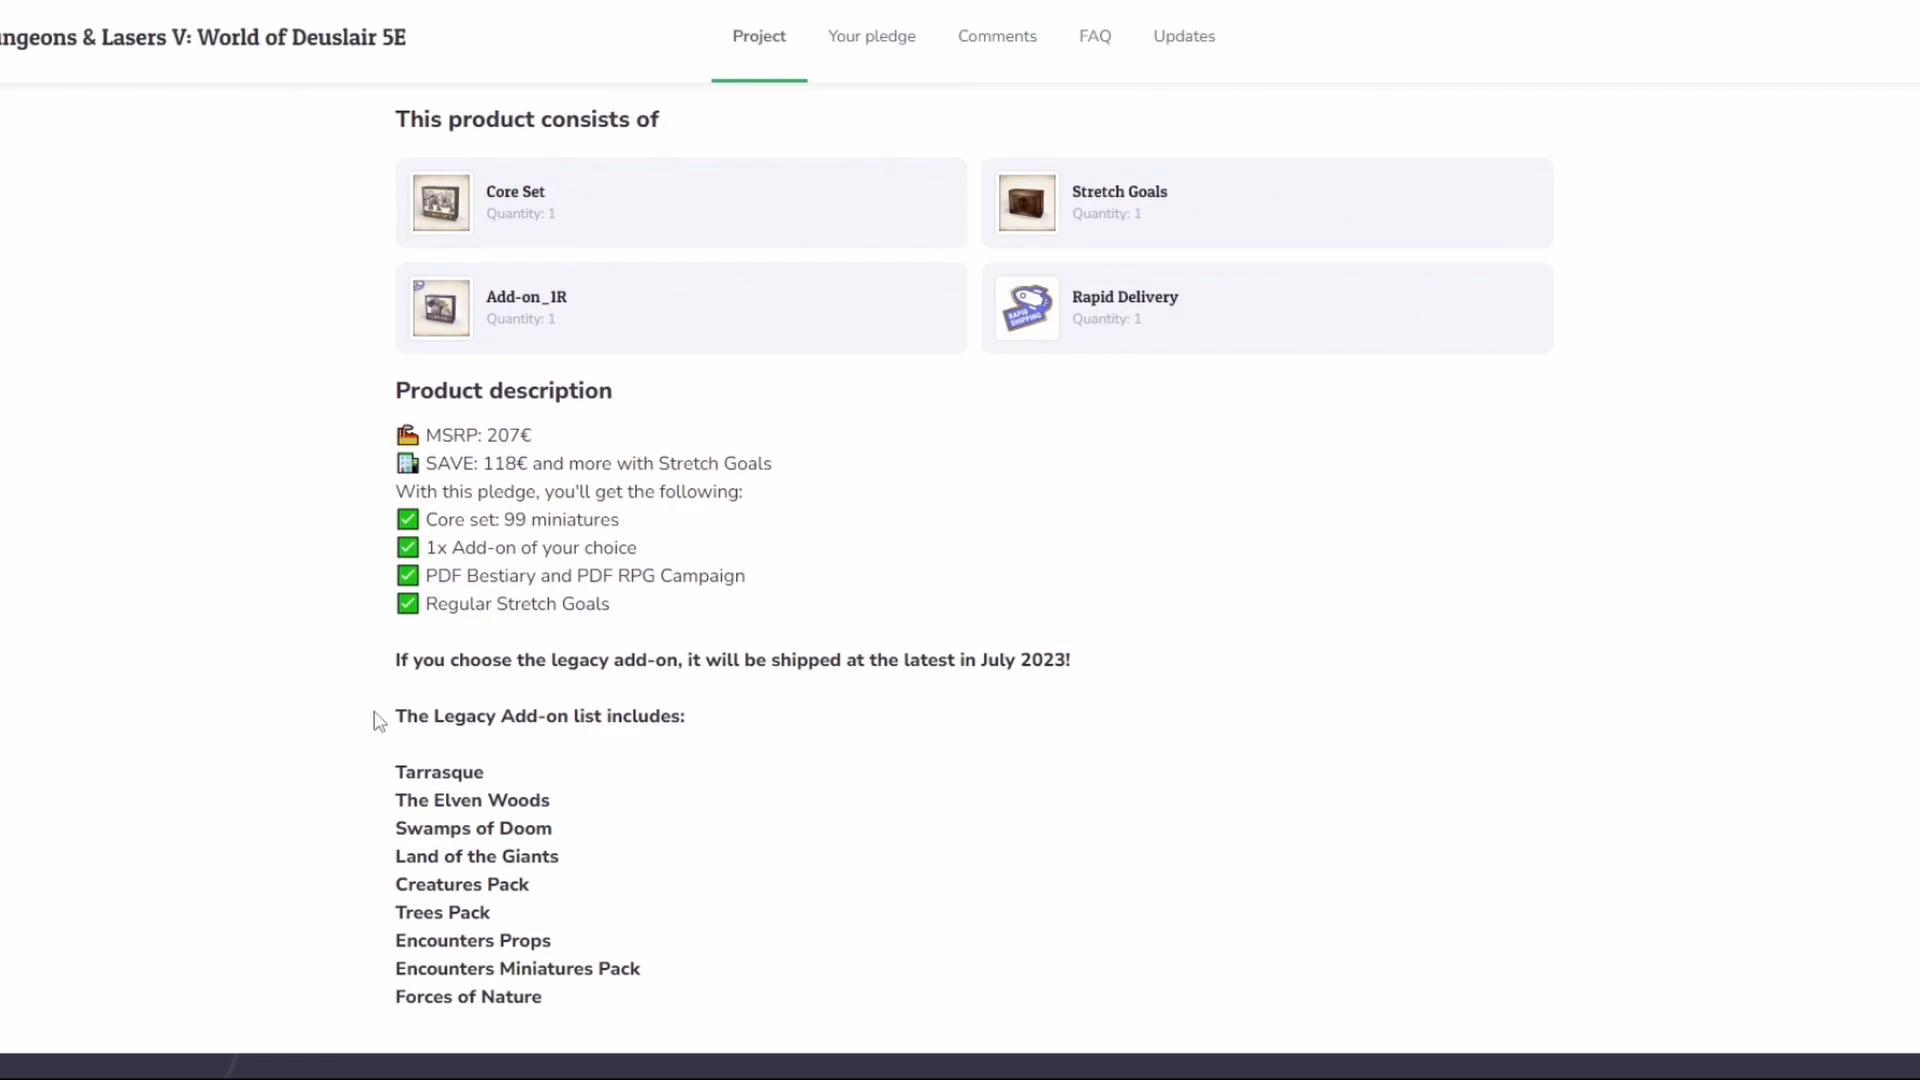 ngeons & Lasers V: World of Deuslair 5E
Project
Your pledge
Comments
FAQ
Updates
This product consists of
Core Set
Quantity: 1
Stretch Goals
Quantity: 1
Add-on_1R
Quantity: 1
RAPID
SHIPPING
Rapid Delivery
Quantity: 1
Product description
MSRP: 207€
SAVE: 118€ and more with Stretch Goals
With this pledge, you'll get the following:
Core set: 99 miniatures
1x Add-on of your choice
PDF Bestiary and PDF RPG Campaign
Regular Stretch Goals
If you choose the legacy add-on, it will be shipped at the latest in July 2023!
The Legacy Add-on list includes:
Tarrasque
The Elven Woods
Swamps of Doom
Land of the Giants
Creatures Pack
Trees Pack
Encounters Props
Encounters Miniatures Pack
Forces of Nature